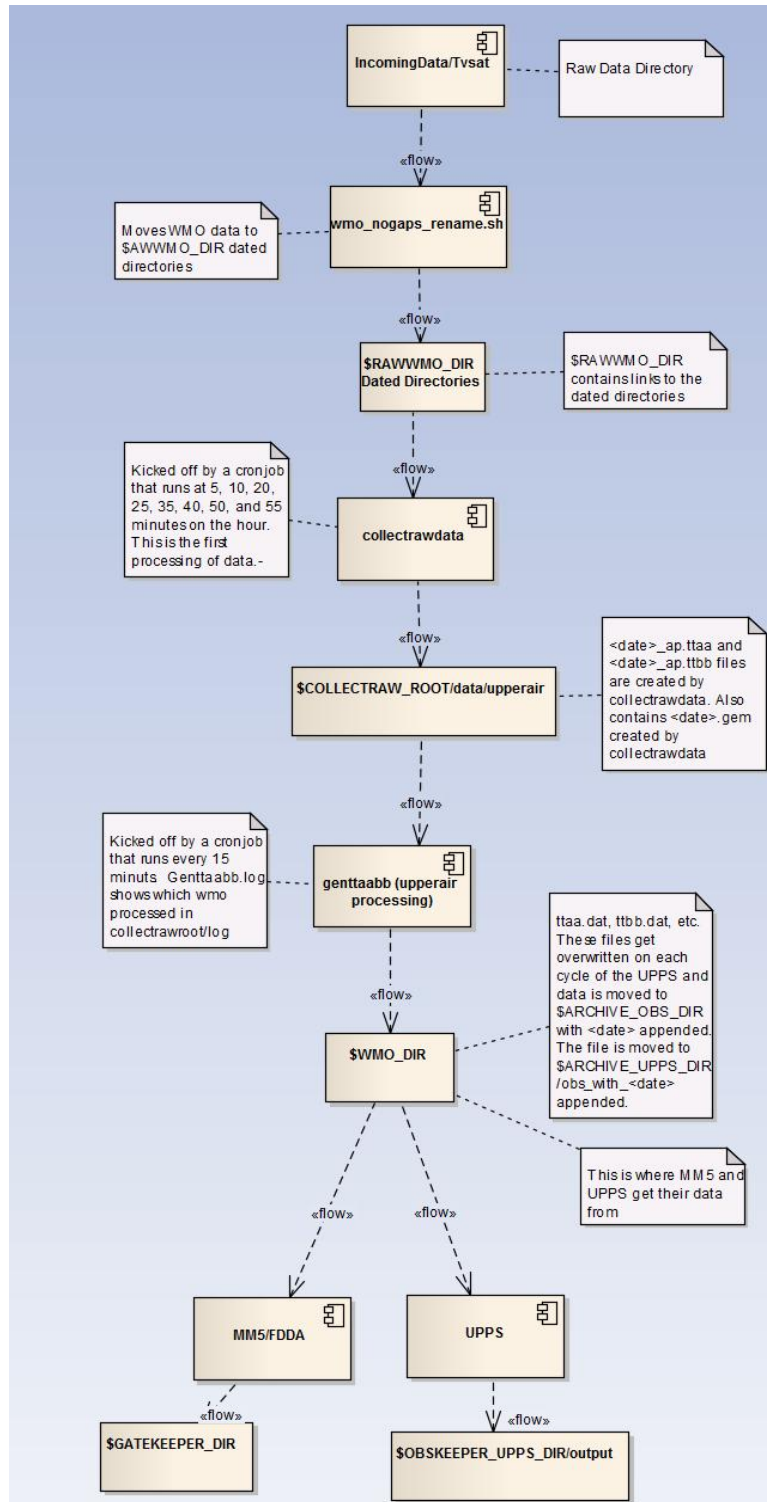 IncomingData/Tvsat
Raw Data Directory
«flow»
wmo_nogaps_rename.sh
Moves WMO data to
$AWWMO_DIR dated
directories
«flow»
$RAWWMO_DIR
Dated Directories
$RAWWMO_DIR
contains links to the
dated directories
«flow»
Kicked off by a cronjob
that runs at 5, 10, 20,
25, 35, 40, 50, and 55
minutes on the hour.
This is the first
processing of data.-
collectrawdata
«flow»
$COLLECTRAW_ROOT/data/upperair
<date>_ap.ttaa and
<date>_ap.ttbb files
are created by
collectrawdata. Also
contains <date>.gem
created by
collectrawdata
«flow»
Kicked off by a cronjob
that runs every 15
minuts Genttaabb.log
shows which wmo
processed in
collectrawroot/log
genttaabb (upperair
processing)
«flow»
ttaa.dat, ttbb.dat, etc.
These files get
overwritten on each
cycle of the UPPS and
data is moved to
$ARCHIVE_OBS_DIR
with <date> appended.
The file is moved to
$ARCHIVE_UPPS_DIR
/obs_with_<date>
appended.
$WMO_DIR
This is where MM5 and
UPPS get their data
from
«flow»
«flow»
MM5/FDDA
UPPS
«flow»
«flow»
$GATEKEEPER_DIR
$OBSKEEPER_UPPS_DIR/output